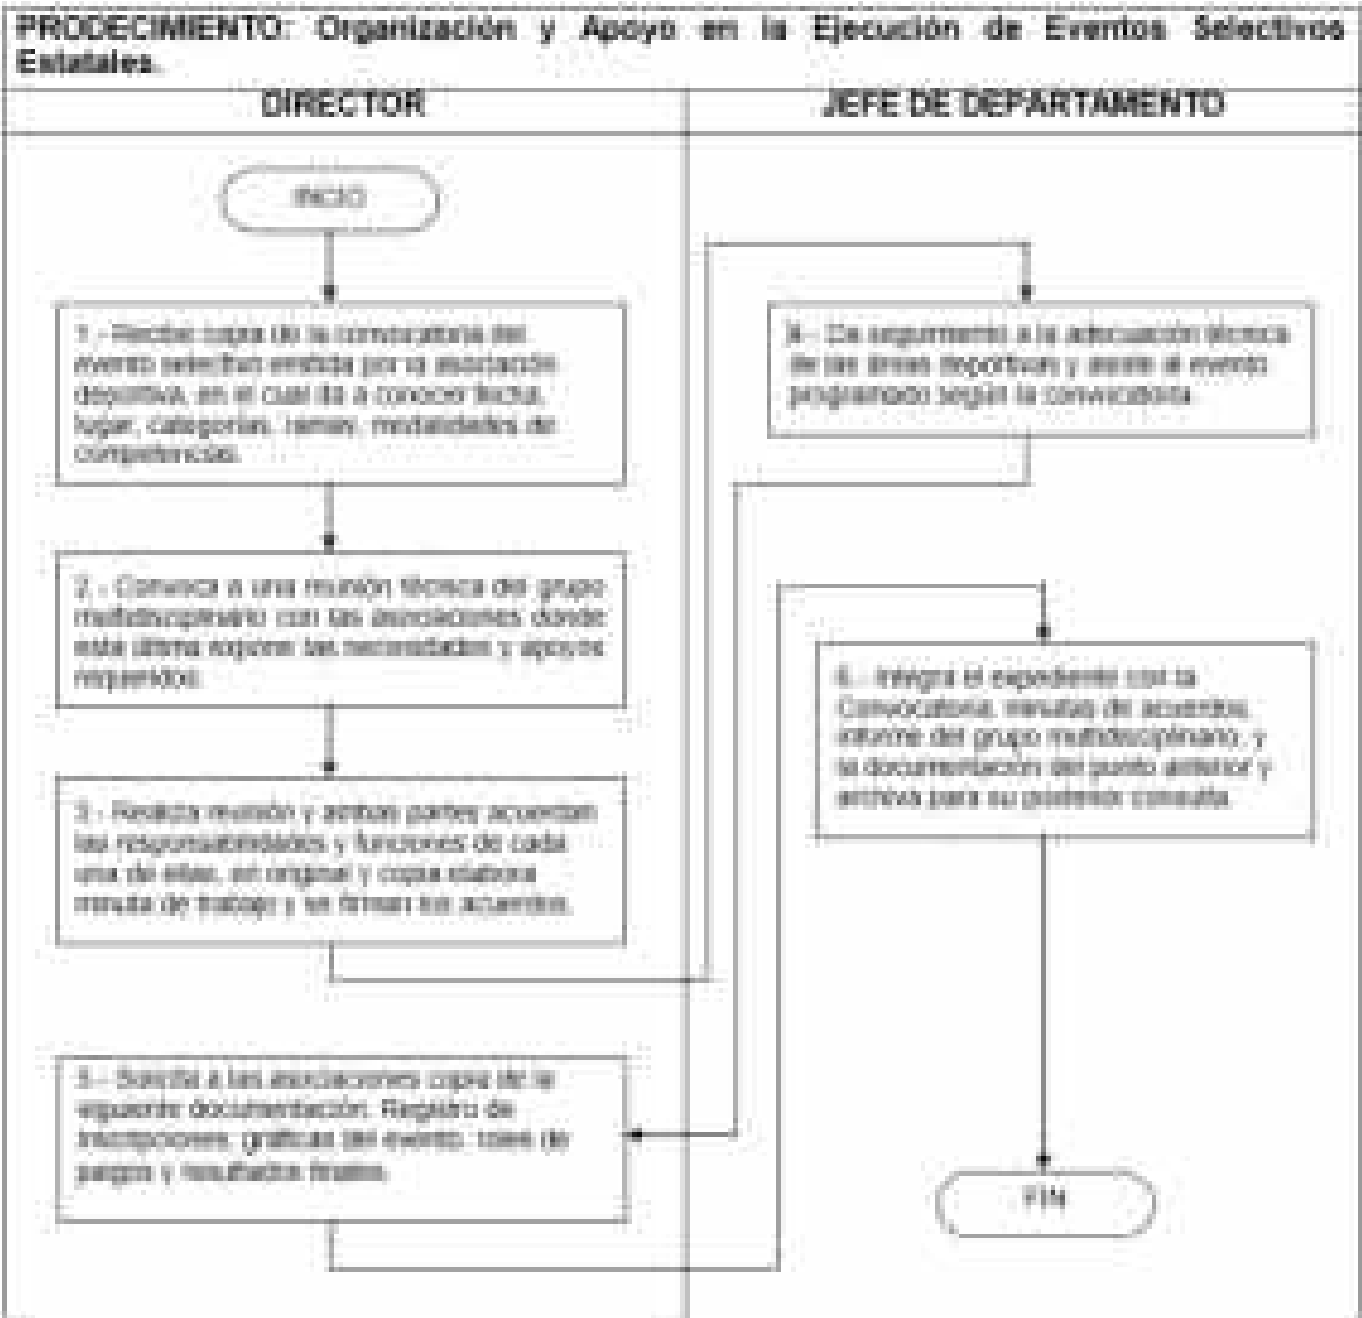 PRODECIMIENTO: Organización y Apoyo en la Ejecución de Eventos Selectivos
Estatales.
DIRECTOR
JEFE DE DEPARTAMENTO
INICIO
1.- Recibe copia de la convocatoria del
evento selectivo emitida por la asociación
deportiva, en el cual da a conocer fecha,
lugar, categorías, ramas, modalidades de
competencias.
2.- Convoca a una reunión técnica del grupo
multidisciplinario con las asociaciones donde
esta última expone las necesidades y apoyos
requeridos.
3.- Realiza reunión y ambas partes acuerdan
las responsabilidades y funciones de cada
una de ellas, en original y copia elabora
minuta de trabajo y se firman los acuerdos.
4.- Da seguimiento a la adecuación técnica
de las áreas deportivas y asiste al evento
programado según la convocatoria.
5.- Solicita a las asociaciones copia de la
siguiente documentación: Registro de
inscripciones, gráficas del evento, roles de
juegos y resultados finales.
6.- Integra el expediente con la
Convocatoria, minutas de acuerdos,
informe del grupo multidisciplinario, y
la documentación del punto anterior y
archiva para su posterior consulta.
FIN